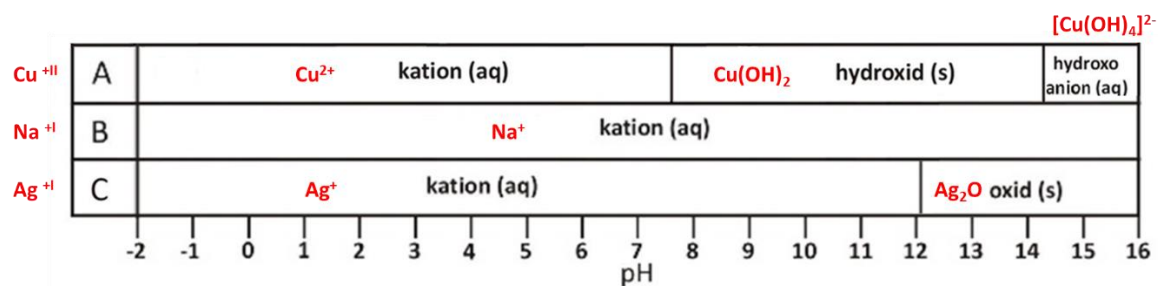 [Cu(OH)₄]²⁻
Cu +II A Cu²⁺ kation (aq) Cu(OH)₂ hydroxid (s) hydroxo
anion (aq)
Na +I B Na⁺ kation (aq)
Ag +I C Ag⁺ kation (aq) Ag₂O oxid (s)
-2 -1 0 1 2 3 4 5 6 7 8 9 10 11 12 13 14 15 16
pH